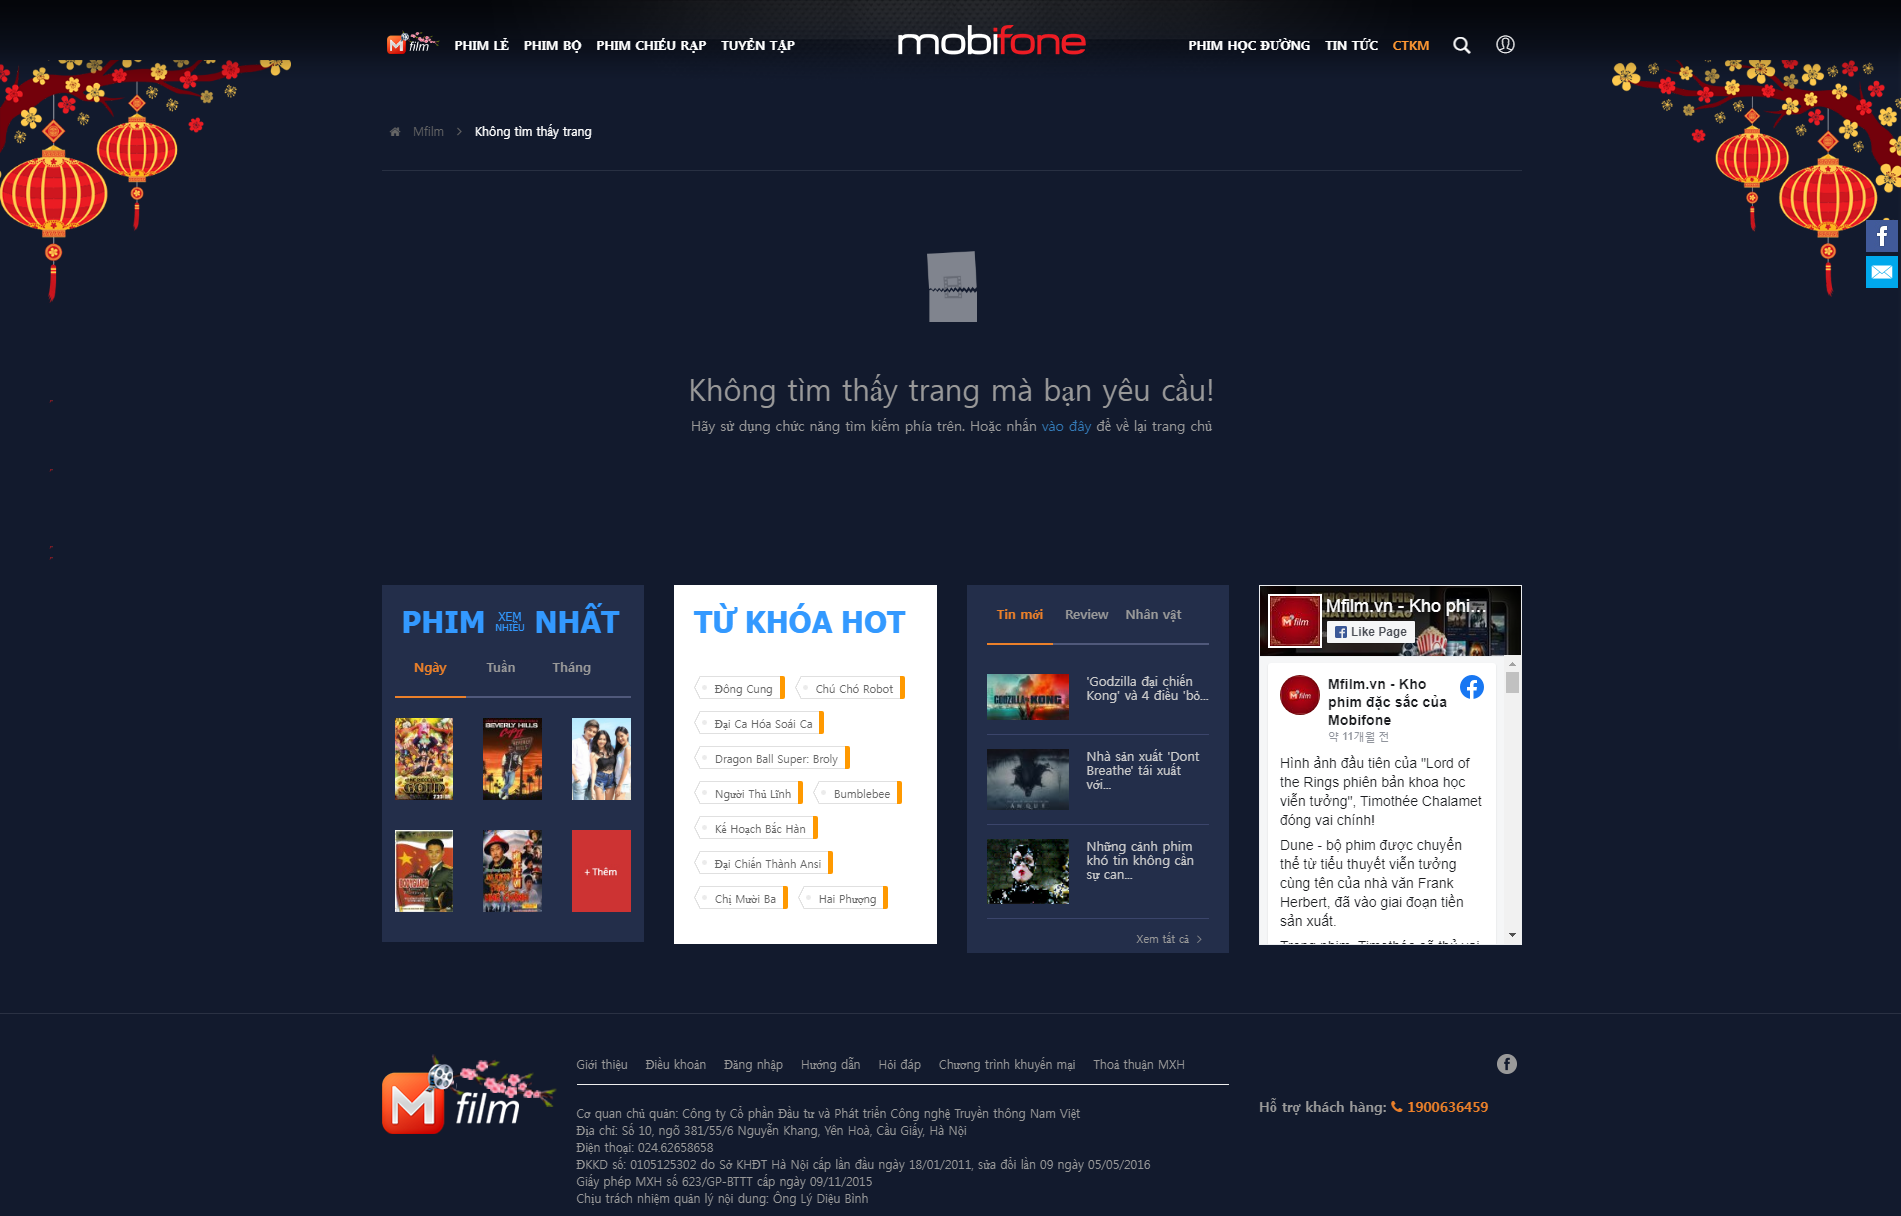 M film
PHIM LẺ
PHIM BỘ
PHIM CHIẾU RẠP
TUYỂN TẬP
mobifone
PHIM HỌC ĐƯỜNG
TIN TỨC
CTKM
Mfilm
Không tìm thấy trang
Không tìm thấy trang mà bạn yêu cầu!
Hãy sử dụng chức năng tìm kiếm phía trên. Hoặc nhấn vào đây để về lại trang chủ
PHIM XEM NHIỀU NHẤT
Ngày
Tuần
Tháng
BEVERLY HILLS
GOLD
+ Thêm
TỪ KHÓA HOT
Đông Cung
Chú Chó Robot
Đại Ca Hóa Soái Ca
Dragon Ball Super: Broly
Người Thủ Lĩnh
Bumblebee
Kế Hoạch Bắc Hàn
Đại Chiến Thành Ansi
Chị Mười Ba
Hai Phượng
Tin mới
Review
Nhân vật
GODZILLA KONG
'Godzilla đại chiến
Kong' và 4 điều 'bỏ...
Nhà sản xuất 'Dont
Breathe' tái xuất
với...
Những cảnh phim
khó tin không cần
sự can...
Xem tất cả
Mfilm.vn - Kho phi...
Like Page
Mfilm.vn - Kho
phim đặc sắc của
Mobifone
약 11개월 전
Hình ảnh đầu tiên của "Lord of
the Rings phiên bản khoa học
viễn tưởng", Timothée Chalamet
đóng vai chính!
Dune - bộ phim được chuyển
thể từ tiểu thuyết viễn tưởng
cùng tên của nhà văn Frank
Herbert, đã vào giai đoạn tiền
sản xuất.
Trong phim, Timothée sẽ thủ vai
M film
Giới thiệu
Điều khoản
Đăng nhập
Hướng dẫn
Hỏi đáp
Chương trình khuyến mại
Thoả thuận MXH
Cơ quan chủ quản: Công ty Cổ phần Đầu tư và Phát triển Công nghệ Truyền thông Nam Việt
Địa chỉ: Số 10, ngõ 381/55/6 Nguyễn Khang, Yên Hoà, Cầu Giấy, Hà Nội
Điện thoại: 024.62658658
ĐKKD số: 0105125302 do Sở KHĐT Hà Nội cấp lần đầu ngày 18/01/2011, sửa đổi lần 09 ngày 05/05/2016
Giấy phép MXH số 623/GP-BTTT cấp ngày 09/11/2015
Chịu trách nhiệm quản lý nội dung: Ông Lý Diệu Bình
Hỗ trợ khách hàng: 1900636459